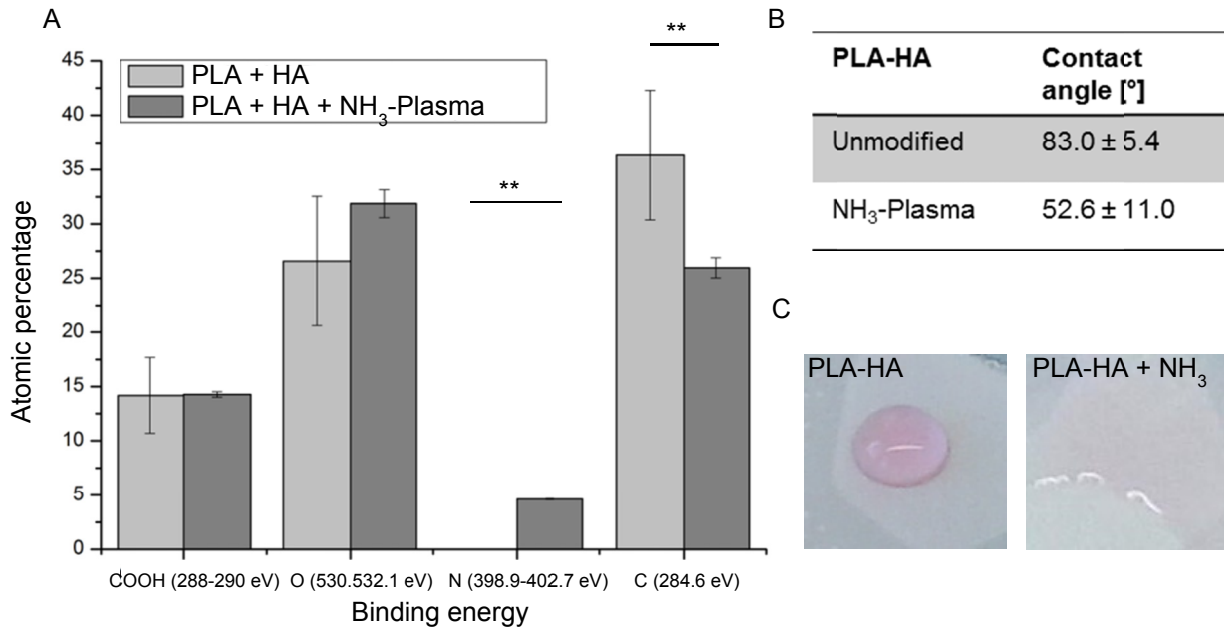 A
**
**
45
40
35
30
25
20
15
10
5
0
Atomic percentage
PLA + HA
PLA + HA + NH₃-Plasma
COOH (288-290 eV) O (530.532.1 eV) N (398.9-402.7 eV) C (284.6 eV)
Binding energy
B
PLA-HA Contact
angle [º]
Unmodified 83.0 ± 5.4
NH₃-Plasma 52.6 ± 11.0
C
PLA-HA
PLA-HA + NH₃